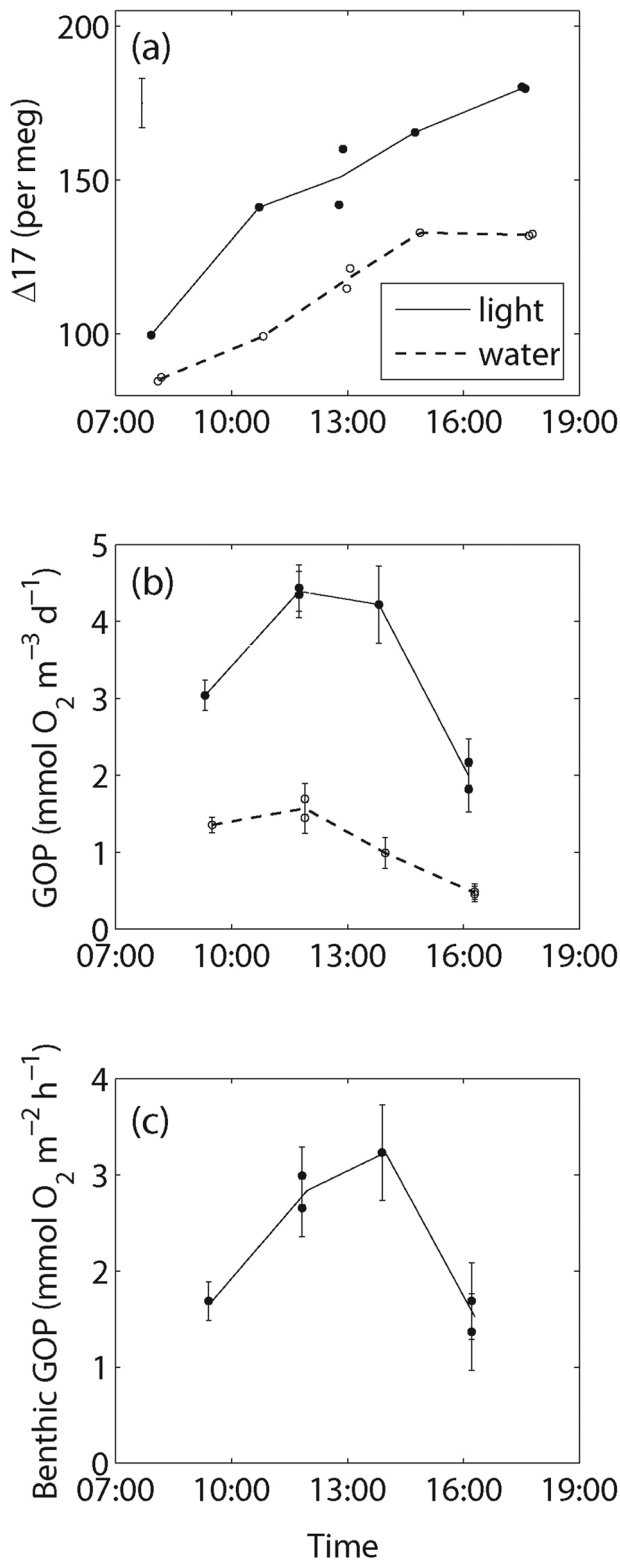 (a)
200
150
100
Δ17 (per meg)
light
water
07:00 10:00 13:00 16:00 19:00
(b)
5
4
3
2
1
0
GOP (mmol O₂ m⁻³ d⁻¹)
07:00 10:00 13:00 16:00 19:00
(c)
4
3
2
1
0
Benthic GOP (mmol O₂ m⁻² h⁻¹)
07:00 10:00 13:00 16:00 19:00
Time